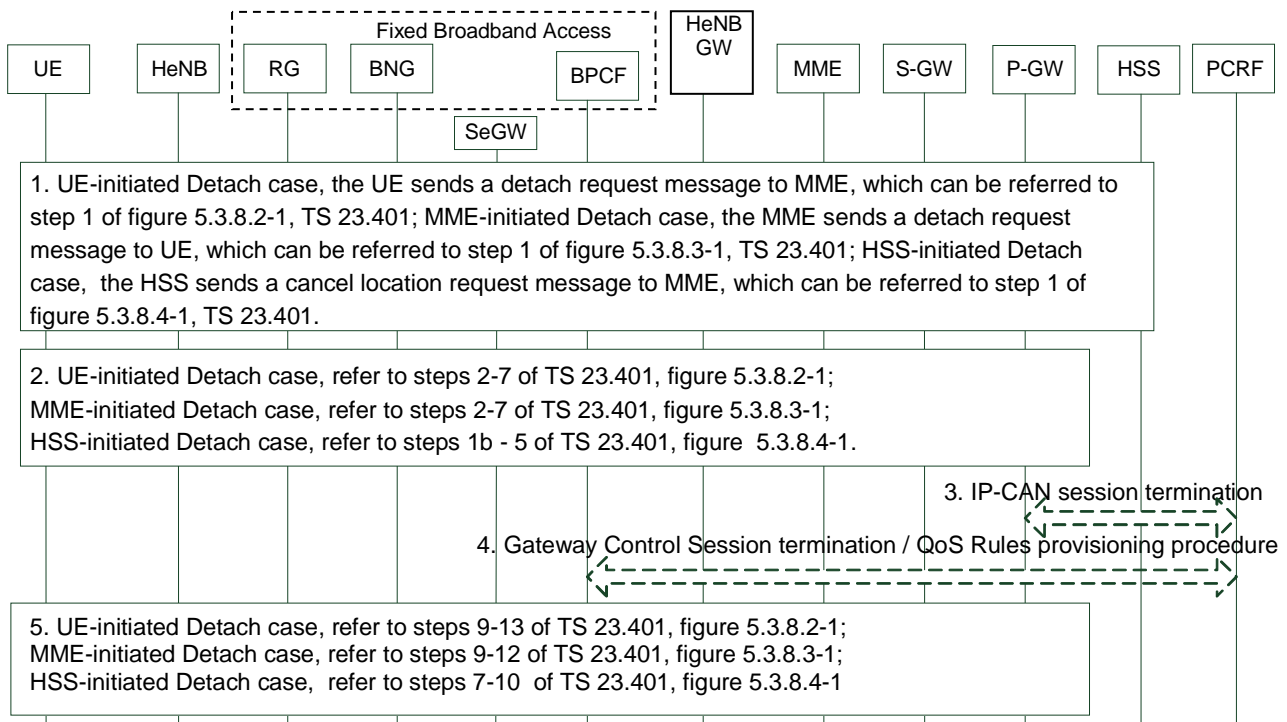 Fixed Broadband Access
HeNB
GW
UE
HeNB
RG
BNG
BPCF
MME
S-GW
P-GW
HSS
PCRF
SeGW
1. UE-initiated Detach case, the UE sends a detach request message to MME, which can be referred to
step 1 of figure 5.3.8.2-1, TS 23.401; MME-initiated Detach case, the MME sends a detach request
message to UE, which can be referred to step 1 of figure 5.3.8.3-1, TS 23.401; HSS-initiated Detach
case, the HSS sends a cancel location request message to MME, which can be referred to step 1 of
figure 5.3.8.4-1, TS 23.401.
2. UE-initiated Detach case, refer to steps 2-7 of TS 23.401, figure 5.3.8.2-1;
MME-initiated Detach case, refer to steps 2-7 of TS 23.401, figure 5.3.8.3-1;
HSS-initiated Detach case, refer to steps 1b - 5 of TS 23.401, figure 5.3.8.4-1.
3. IP-CAN session termination
4. Gateway Control Session termination / QoS Rules provisioning procedure
5. UE-initiated Detach case, refer to steps 9-13 of TS 23.401, figure 5.3.8.2-1;
MME-initiated Detach case, refer to steps 9-12 of TS 23.401, figure 5.3.8.3-1;
HSS-initiated Detach case, refer to steps 7-10 of TS 23.401, figure 5.3.8.4-1